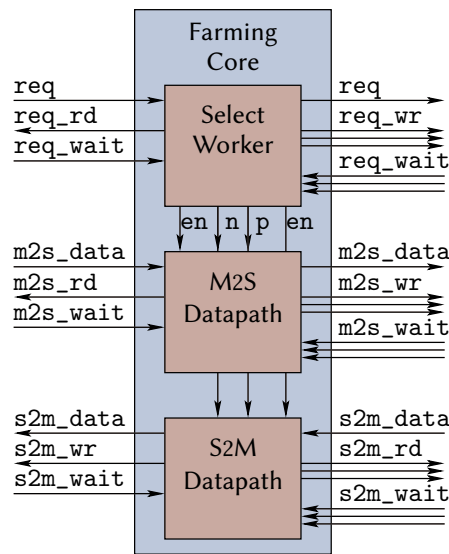 Farming
Core
req
req
req_rd
Select
req_wr
req_wait
Worker
req_wait
en n p en
m2s_data
m2s_data
m2s_rd
M2S
m2s_wr
m2s_wait
Datapath
m2s_wait
s2m_data
s2m_data
s2m_wr
S2M
s2m_rd
s2m_wait
Datapath
s2m_wait